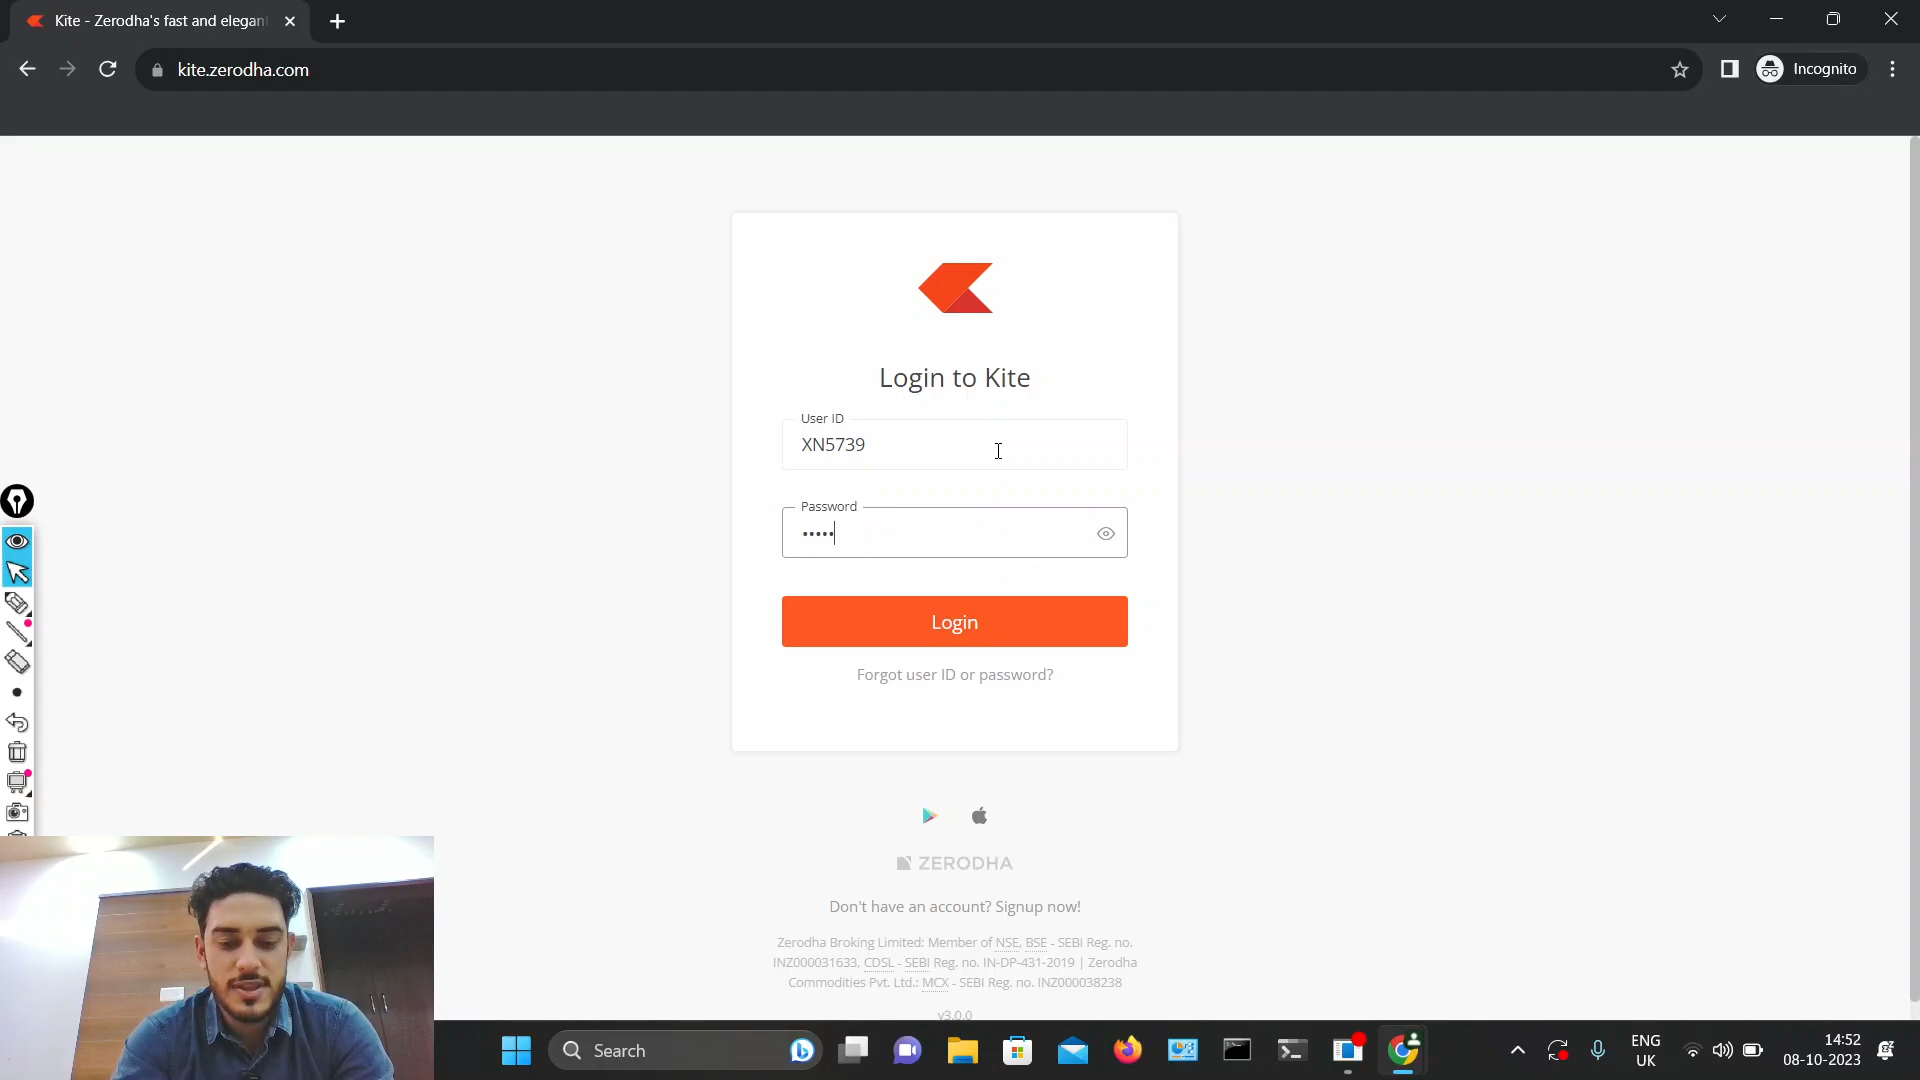 Kite - Zerodha's fast and elegan
kite.zerodha.com
Incognito
Login to Kite
User ID
XN5739
Password
•••••
Login
Forgot user ID or password?
ZERODHA
Don't have an account? Signup now!
Zerodha Broking Limited: Member of NSE, BSE - SEBI Reg. no.
INZ000031633, CDSL - SEBI Reg. no. IN-DP-431-2019 | Zerodha
Commodities Pvt. Ltd.: MCX - SEBI Reg. no. INZ000038238
v3.0.0
Search
ENG
UK
14:52
08-10-2023